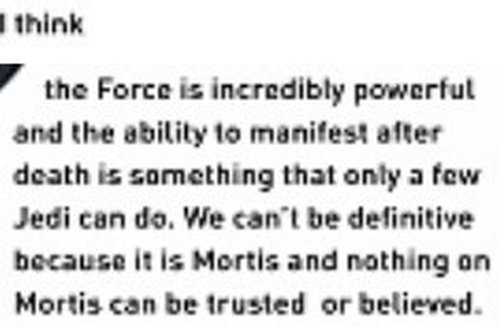 I think
the Force is incredibly powerful
and the ability to manifest after
death is something that only a few
Jedi can do. We can't be definitive
because it is Mortis and nothing on
Mortis can be trusted or believed.